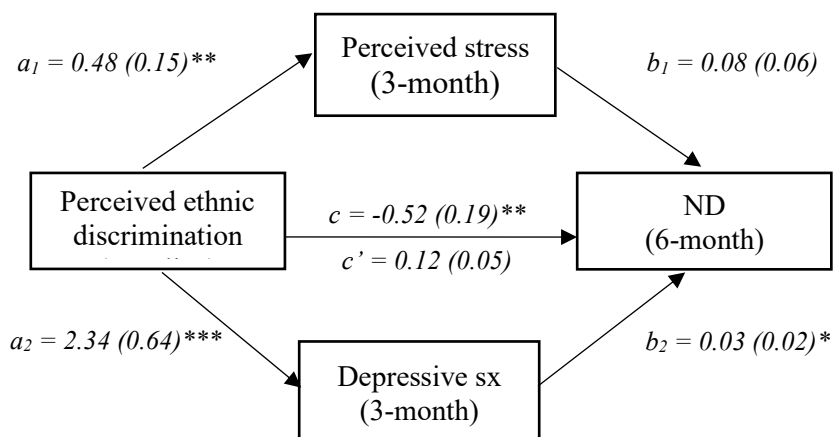 Perceived stress
(3-month)
a₁ = 0.48 (0.15)**
b₁ = 0.08 (0.06)
Perceived ethnic
discrimination
c = -0.52 (0.19)**
c’ = 0.12 (0.05)
ND
(6-month)
a₂ = 2.34 (0.64)***
b₂ = 0.03 (0.02)*
Depressive sx
(3-month)